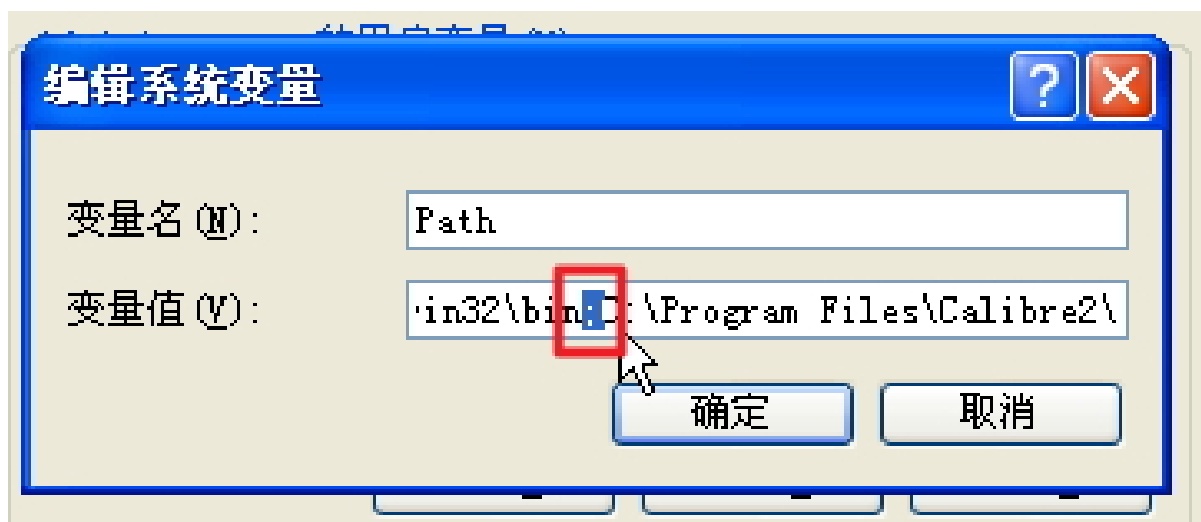 编辑系统变量
变量名(N):
Path
变量值(V):
in32\bin;C:\Program Files\Calibre2\
确定
取消